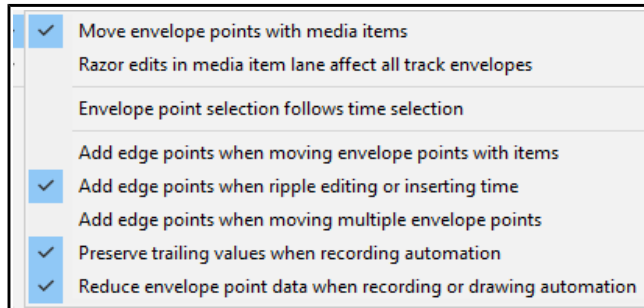 Move envelope points with media items
Razor edits in media item lane affect all track envelopes
Envelope point selection follows time selection
Add edge points when moving envelope points with items
Add edge points when ripple editing or inserting time
Add edge points when moving multiple envelope points
Preserve trailing values when recording automation
Reduce envelope point data when recording or drawing automation